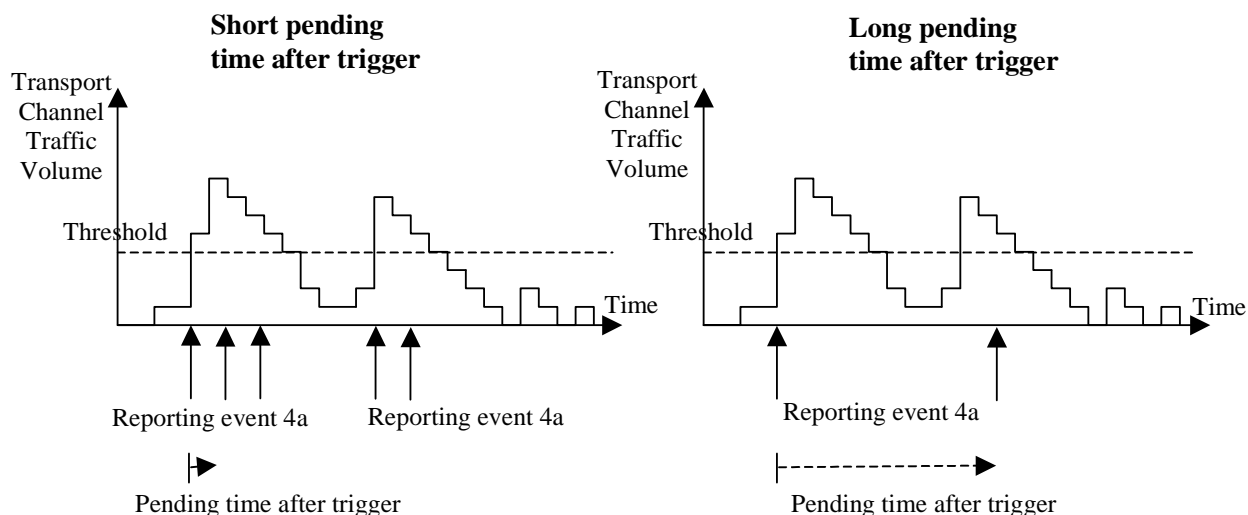 Short pending
time after trigger
Transport
Channel
Traffic
Volume
Threshold
Time
Reporting event 4a
Reporting event 4a
Pending time after trigger
Long pending
time after trigger
Transport
Channel
Traffic
Volume
Threshold
Time
Reporting event 4a
Pending time after trigger